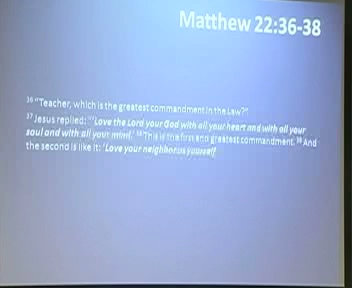 Matthew 22:36-38
36 "Teacher, which is the greatest commandment in the Law?"
37 Jesus replied: "'Love the Lord your God with all your heart and with all your
soul and with all your mind.' 38 This is the first and greatest commandment. 39 And
the second is like it: 'Love your neighbor as yourself